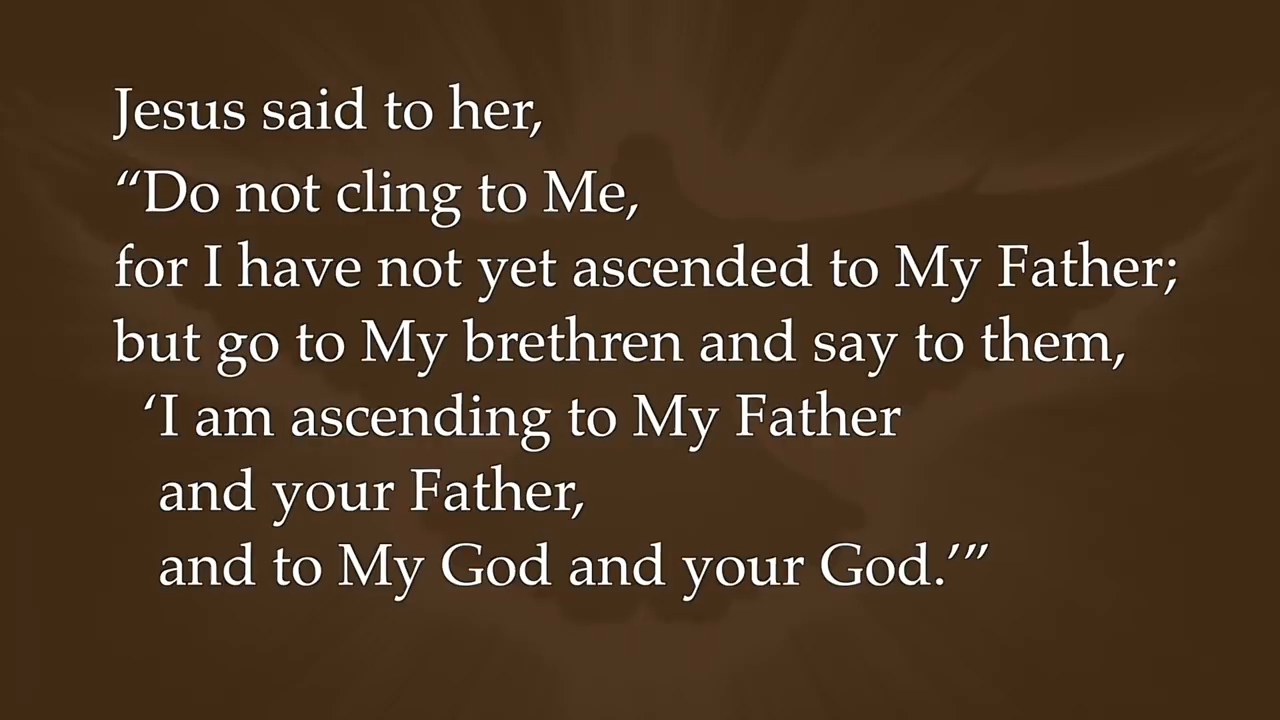 Jesus said to her,
“Do not cling to Me,
for I have not yet ascended to My Father;
but go to My brethren and say to them,
‘I am ascending to My Father
and your Father,
and to My God and your God.’”